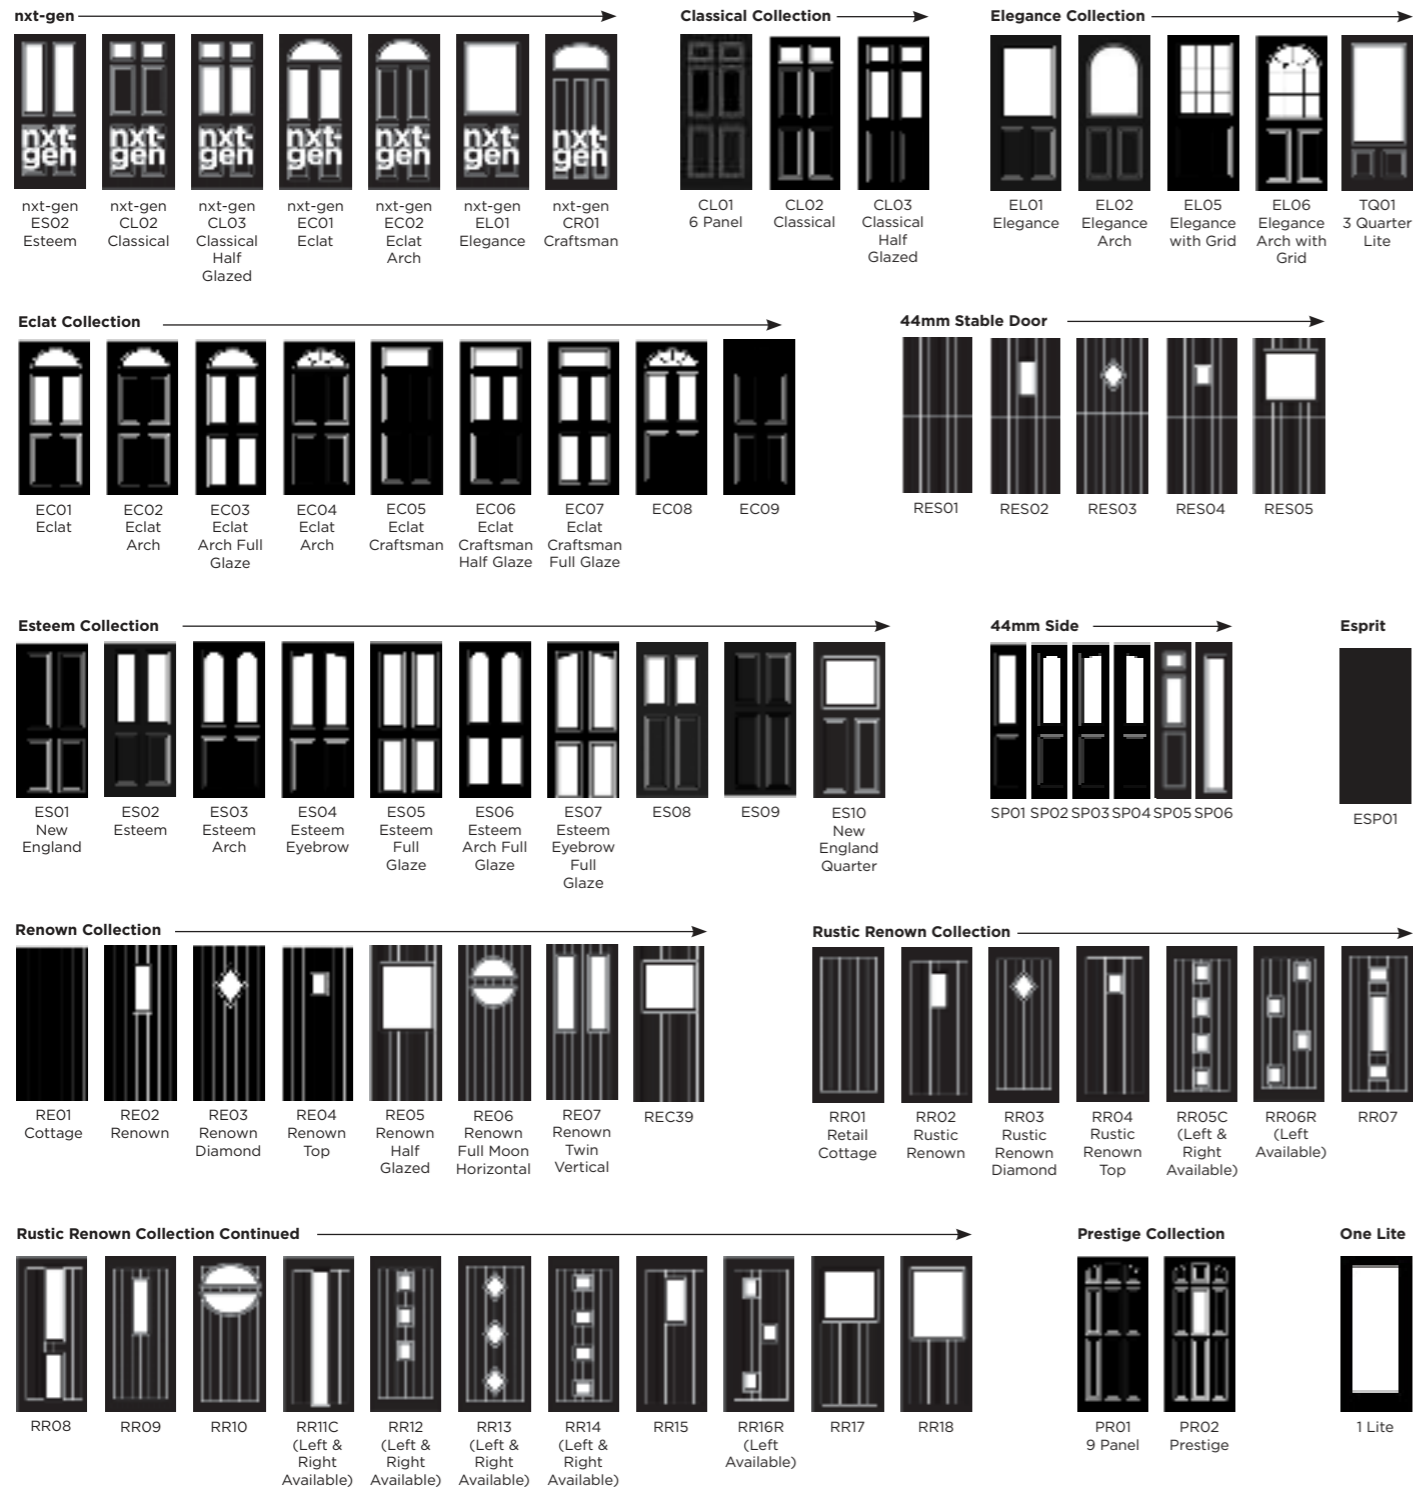 nxt-gen
Classical Collection
Elegance Collection
nxt-
gen
nxt-
gen
nxt-
gen
nxt-
gen
nxt-
gen
nxt-
gen
nxt-
gen
nxt-gen
ES02
Esteem
nxt-gen
CL02
Classical
nxt-gen
CL03
Classical
Half
Glazed
nxt-gen
EC01
Eclat
nxt-gen
EC02
Eclat
Arch
nxt-gen
EL01
Elegance
nxt-gen
CR01
Craftsman
CL01
6 Panel
CL02
Classical
CL03
Classical
Half
Glazed
EL01
Elegance
EL02
Elegance
Arch
EL05
Elegance
with Grid
EL06
Elegance
Arch with
Grid
TQ01
3 Quarter
Lite
Eclat Collection
44mm Stable Door
EC01
Eclat
EC02
Eclat
Arch
EC03
Eclat
Arch Full
Glaze
EC04
Eclat
Arch
EC05
Eclat
Craftsman
EC06
Eclat
Craftsman
Half Glaze
EC07
Eclat
Craftsman
Full Glaze
EC08
EC09
RES01
RES02
RES03
RES04
RES05
Esteem Collection
44mm Side
Esprit
ES01
New
England
ES02
Esteem
ES03
Esteem
Arch
ES04
Esteem
Eyebrow
ES05
Esteem
Full
Glaze
ES06
Esteem
Arch Full
Glaze
ES07
Esteem
Eyebrow
Full
Glaze
ES08
ES09
ES10
New
England
Quarter
SP01 SP02 SP03 SP04 SP05 SP06
ESP01
Renown Collection
Rustic Renown Collection
RE01
Cottage
RE02
Renown
RE03
Renown
Diamond
RE04
Renown
Top
RE05
Renown
Half
Glazed
RE06
Renown
Full Moon
Horizontal
RE07
Renown
Twin
Vertical
REC39
RR01
Retail
Cottage
RR02
Rustic
Renown
RR03
Rustic
Renown
Diamond
RR04
Rustic
Renown
Top
RR05C
(Left &
Right
Available)
RR06R
(Left
Available)
RR07
Rustic Renown Collection Continued
Prestige Collection
One Lite
RR08
RR09
RR10
RR11C
(Left &
Right
Available)
RR12
(Left &
Right
Available)
RR13
(Left &
Right
Available)
RR14
(Left &
Right
Available)
RR15
RR16R
(Left
Available)
RR17
RR18
PR01
9 Panel
PR02
Prestige
1 Lite